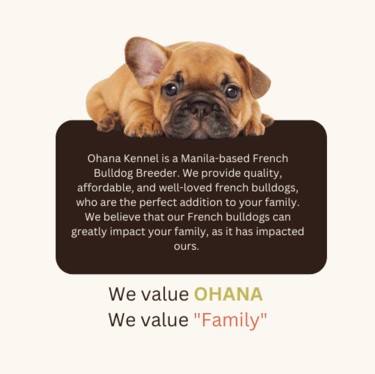 Ohana Kennel is a Manila-based French
Bulldog Breeder. We provide quality,
affordable, and well-loved french bulldogs,
who are the perfect addition to your family.
We believe that our French bulldogs can
greatly impact your family, as it has impacted
ours.
We value OHANA
We value "Family"